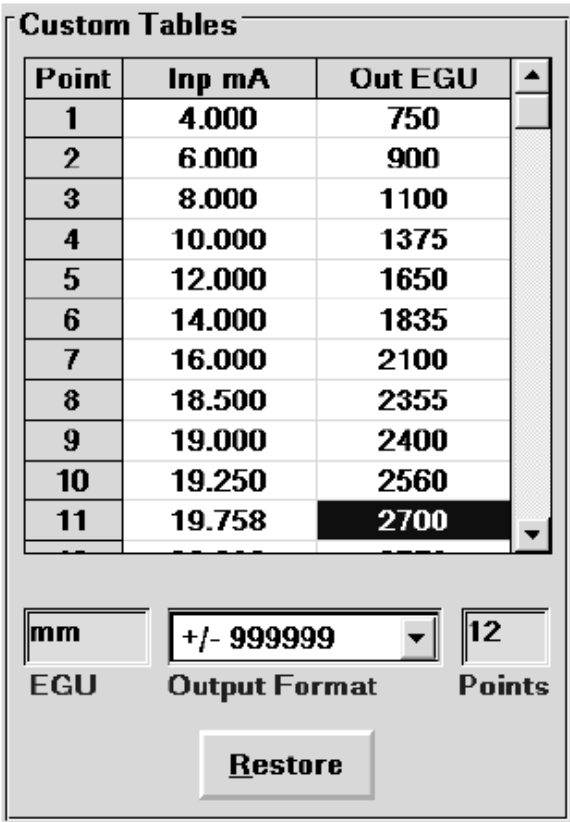 Custom Tables
Point Inp mA Out EGU
1 4.000 750
2 6.000 900
3 8.000 1100
4 10.000 1375
5 12.000 1650
6 14.000 1835
7 16.000 2100
8 18.500 2355
9 19.000 2400
10 19.250 2560
11 19.758 2700
mm +/- 999999 12
EGU Output Format Points
Restore